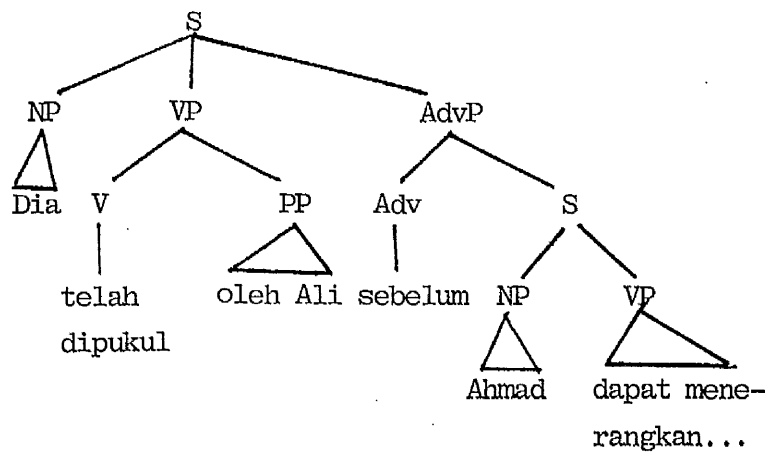 S
NP VP AdvP
Dia V PP Adv S
telah oleh Ali sebelum NP VP
dipukul
Ahmad dapat mene-
rangkan...